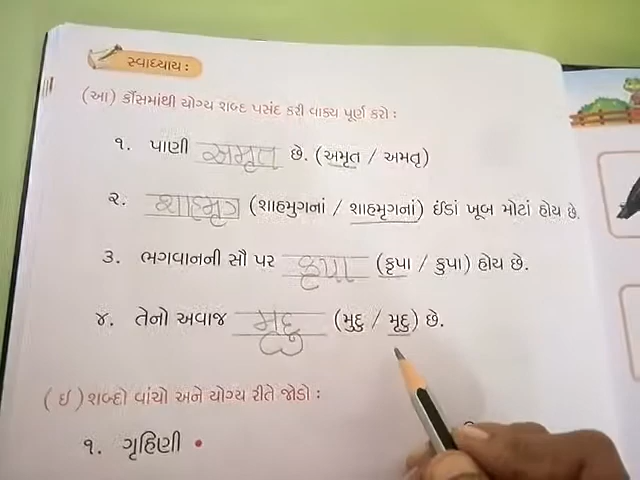 સ્વાધ્યાય :
(આ) કૌંસમાંથી યોગ્ય શબ્દ પસંદ કરી વાક્ય પૂર્ણ કરો :
૧. પાણી અમૃત છે. (અમૃત / અમતૃ)
૨. શાહમૃગ (શાહમુગનાં / શાહમૃગનાં) ઈંડાં ખૂબ મોટાં હોય છે.
૩. ભગવાનની સૌ પર કૃપા (કૃપા / કુપા) હોય છે.
૪. તેનો અવાજ મૃદુ (મુદુ / મૃદુ) છે.
(ઈ) શબ્દો વાંચો અને યોગ્ય રીતે જોડો :
૧. ગૃહિણી